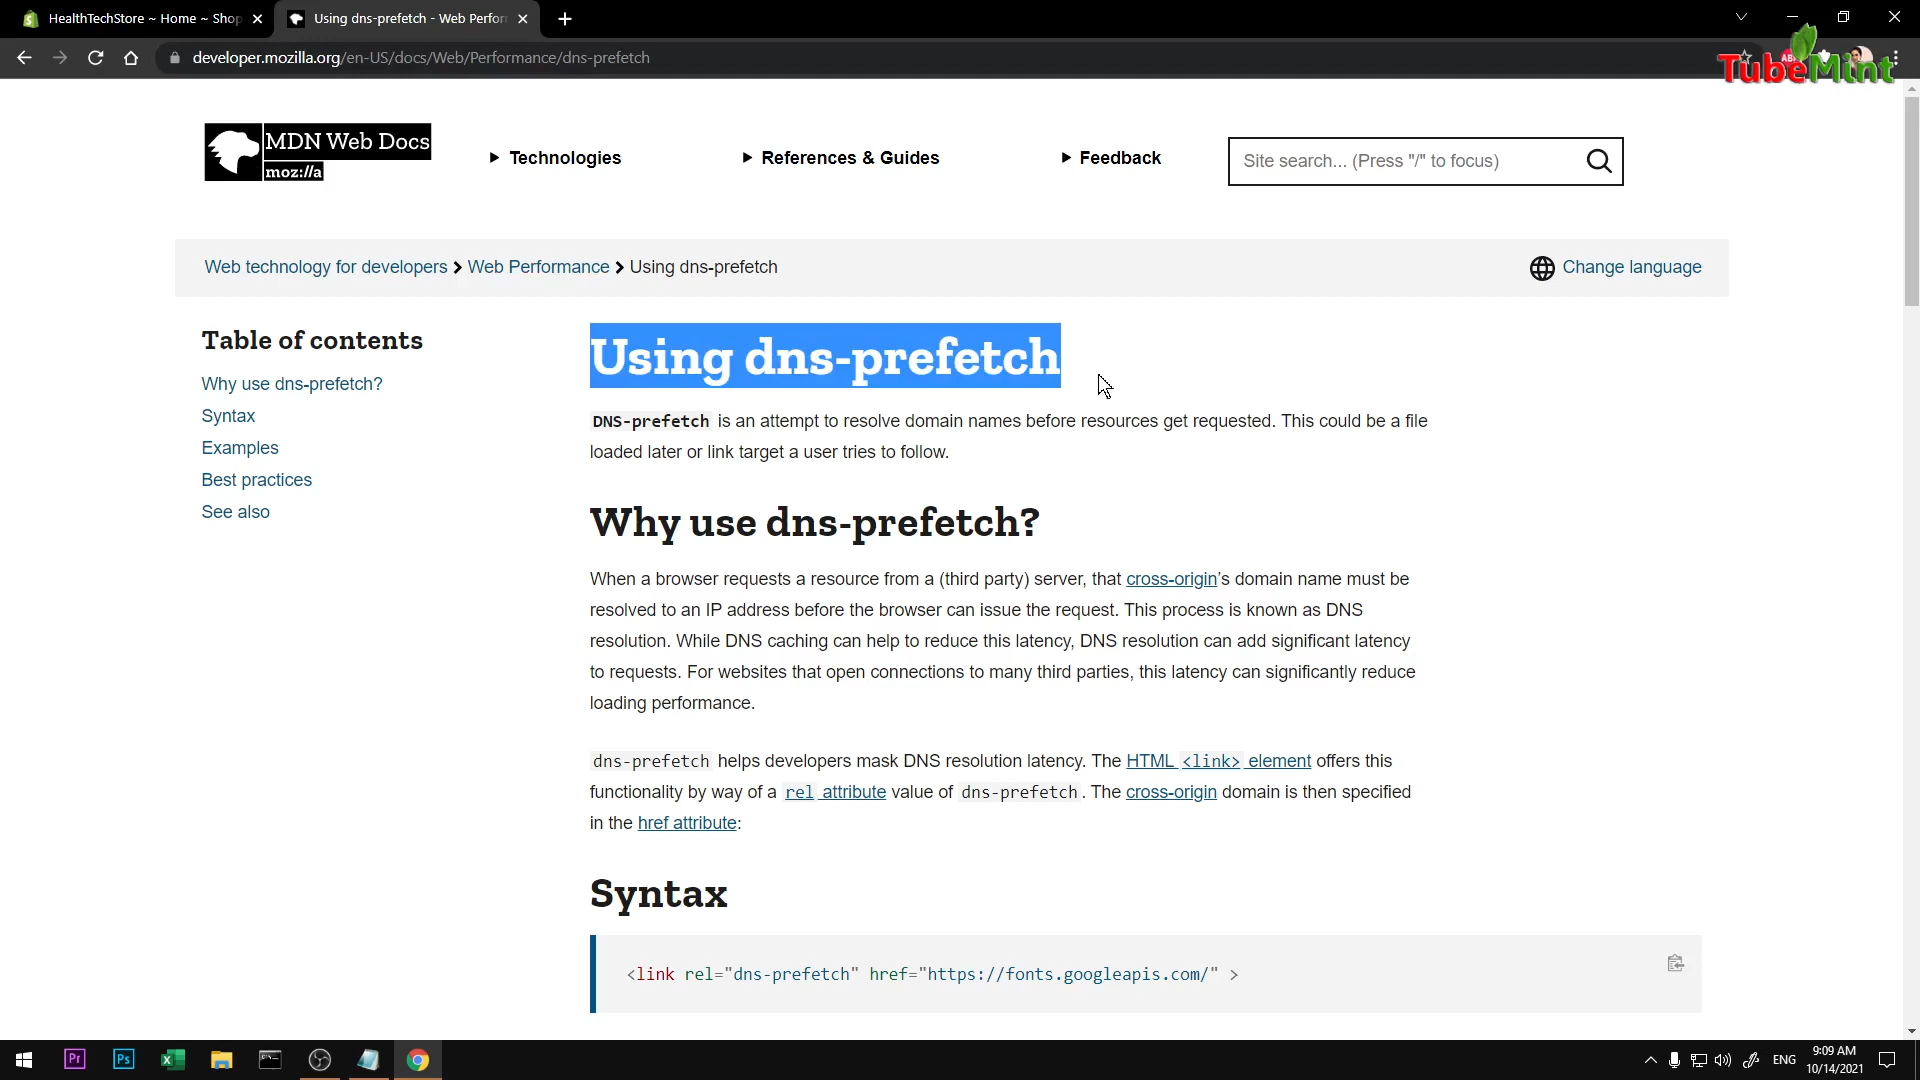 HealthTechStore ~ Home ~ Shop
Using dns-prefetch - Web Perfor
developer.mozilla.org/en-US/docs/Web/Performance/dns-prefetch
TubeMint
MDN Web Docs
moz://a
Technologies
References & Guides
Feedback
Site search... (Press "/" to focus)
Web technology for developers
Web Performance
Using dns-prefetch
Change language
Table of contents
Why use dns-prefetch?
Syntax
Examples
Best practices
See also
Using dns-prefetch
DNS-prefetch is an attempt to resolve domain names before resources get requested. This could be a file
loaded later or link target a user tries to follow.
Why use dns-prefetch?
When a browser requests a resource from a (third party) server, that cross-origin’s domain name must be
resolved to an IP address before the browser can issue the request. This process is known as DNS
resolution. While DNS caching can help to reduce this latency, DNS resolution can add significant latency
to requests. For websites that open connections to many third parties, this latency can significantly reduce
loading performance.
dns-prefetch helps developers mask DNS resolution latency. The HTML <link> element offers this
functionality by way of a rel attribute value of dns-prefetch. The cross-origin domain is then specified
in the href attribute:
Syntax
<link rel="dns-prefetch" href="https://fonts.googleapis.com/" >
Pr
Ps
ENG
9:09 AM
10/14/2021